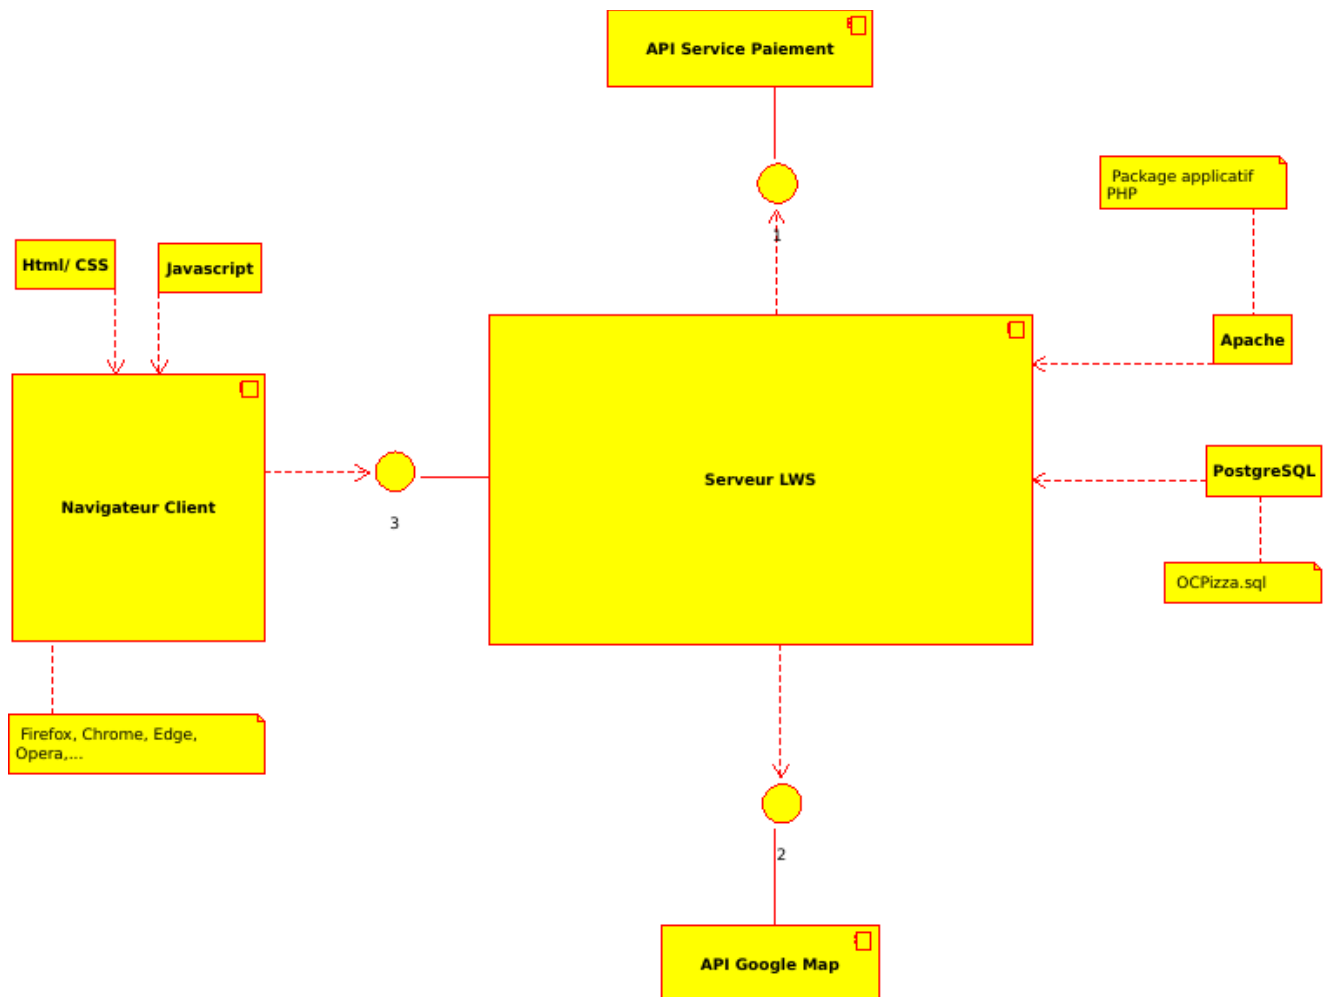 API Service Paiement
Package applicatif
PHP
1
Html/ CSS
Javascript
Apache
PostgreSQL
Serveur LWS
Navigateur Client
3
OCPizza.sql
Firefox, Chrome, Edge,
Opera,...
2
API Google Map